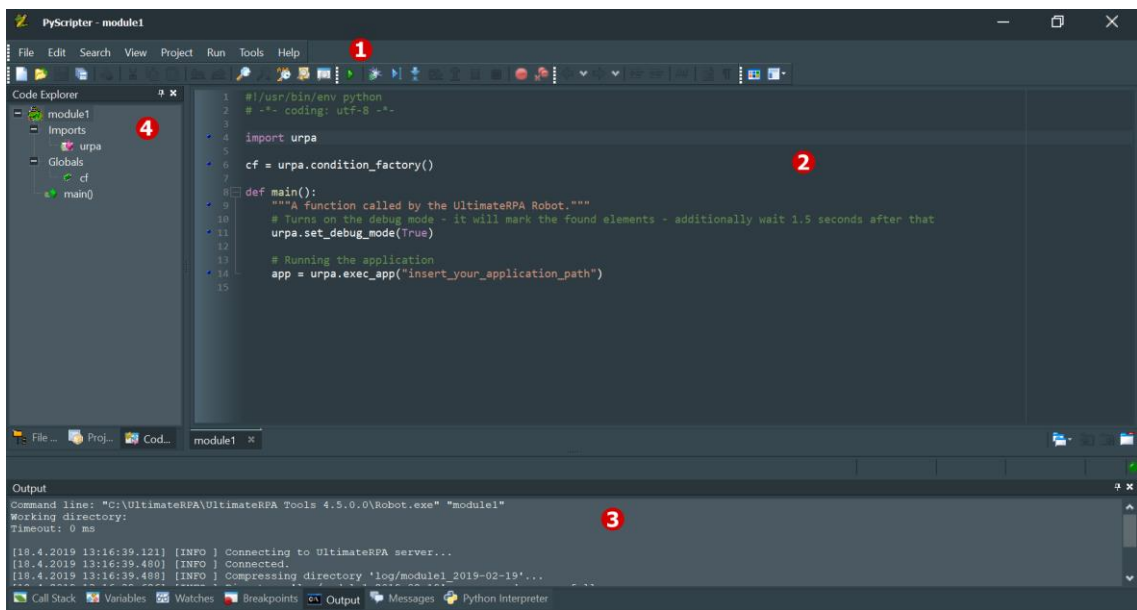 PyScripter - module1
File Edit Search View Project Run Tools Help
1
Code Explorer
module1
Imports
urpa
Globals
cf
main()
4
1 #!/usr/bin/env python
2 # -*- coding: utf-8 -*-
3
4 import urpa
5
6 cf = urpa.condition_factory()
7
8 def main():
9 """A function called by the UltimateRPA Robot."""
10 # Turns on the debug mode - it will mark the found elements - additionally wait 1.5 seconds after that
11 urpa.set_debug_mode(True)
12
13 # Running the application
14 app = urpa.exec_app("insert_your_application_path")
15
2
File ... Proj... Cod...
module1
Output
Command line: "C:\UltimateRPA\UltimateRPA Tools 4.5.0.0\Robot.exe" "module1"
Working directory:
Timeout: 0 ms
3
[18.4.2019 13:16:39.121] [INFO ] Connecting to UltimateRPA server...
[18.4.2019 13:16:39.480] [INFO ] Connected.
[18.4.2019 13:16:39.488] [INFO ] Compressing directory 'log/module1_2019-02-19'...
Call Stack Variables Watches Breakpoints Output Messages Python Interpreter